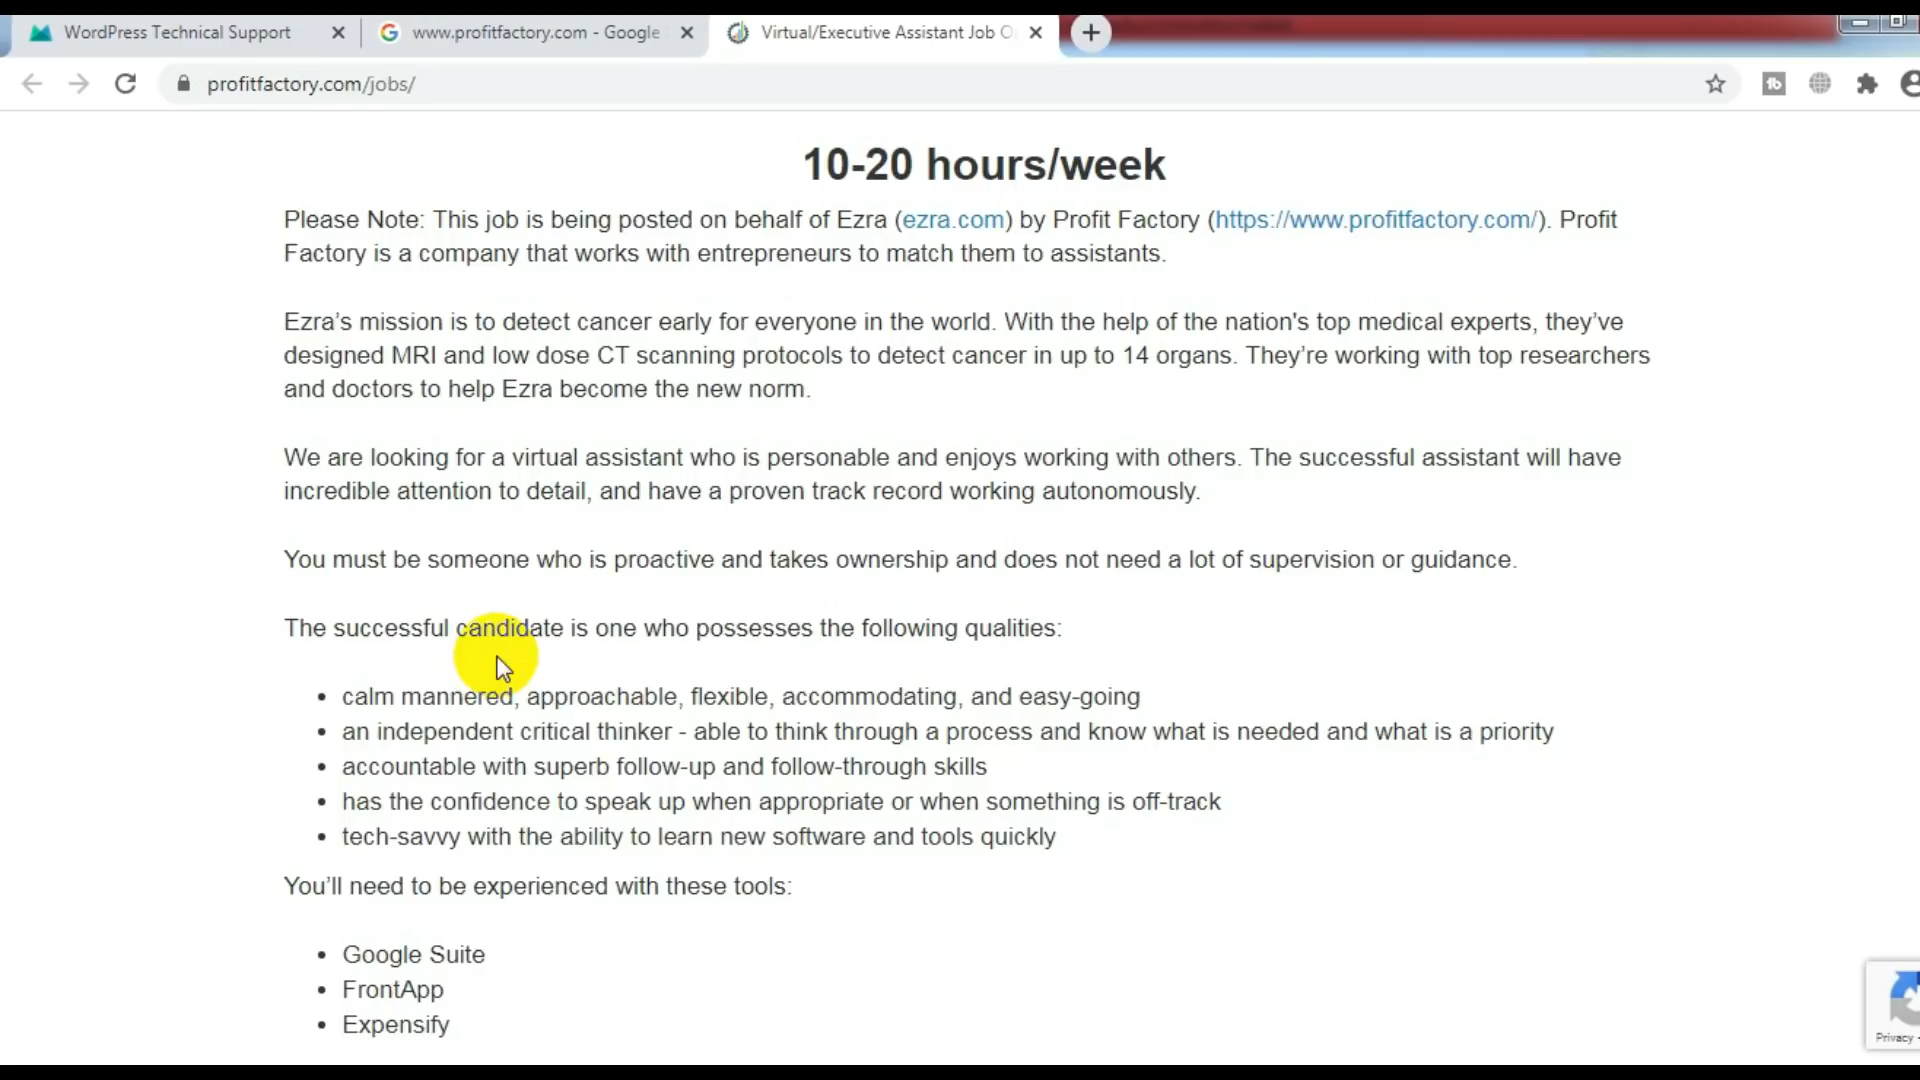 WordPress Technical Support
www.profitfactory.com - Google
Virtual/Executive Assistant Job O
profitfactory.com/jobs/
10-20 hours/week
Please Note: This job is being posted on behalf of Ezra (ezra.com) by Profit Factory (https://www.profitfactory.com/). Profit
Factory is a company that works with entrepreneurs to match them to assistants.
Ezra’s mission is to detect cancer early for everyone in the world. With the help of the nation's top medical experts, they’ve
designed MRI and low dose CT scanning protocols to detect cancer in up to 14 organs. They’re working with top researchers
and doctors to help Ezra become the new norm.
We are looking for a virtual assistant who is personable and enjoys working with others. The successful assistant will have
incredible attention to detail, and have a proven track record working autonomously.
You must be someone who is proactive and takes ownership and does not need a lot of supervision or guidance.
The successful candidate is one who possesses the following qualities:
• calm mannered, approachable, flexible, accommodating, and easy-going
• an independent critical thinker - able to think through a process and know what is needed and what is a priority
• accountable with superb follow-up and follow-through skills
• has the confidence to speak up when appropriate or when something is off-track
• tech-savvy with the ability to learn new software and tools quickly
You’ll need to be experienced with these tools:
• Google Suite
• FrontApp
• Expensify
Privacy -